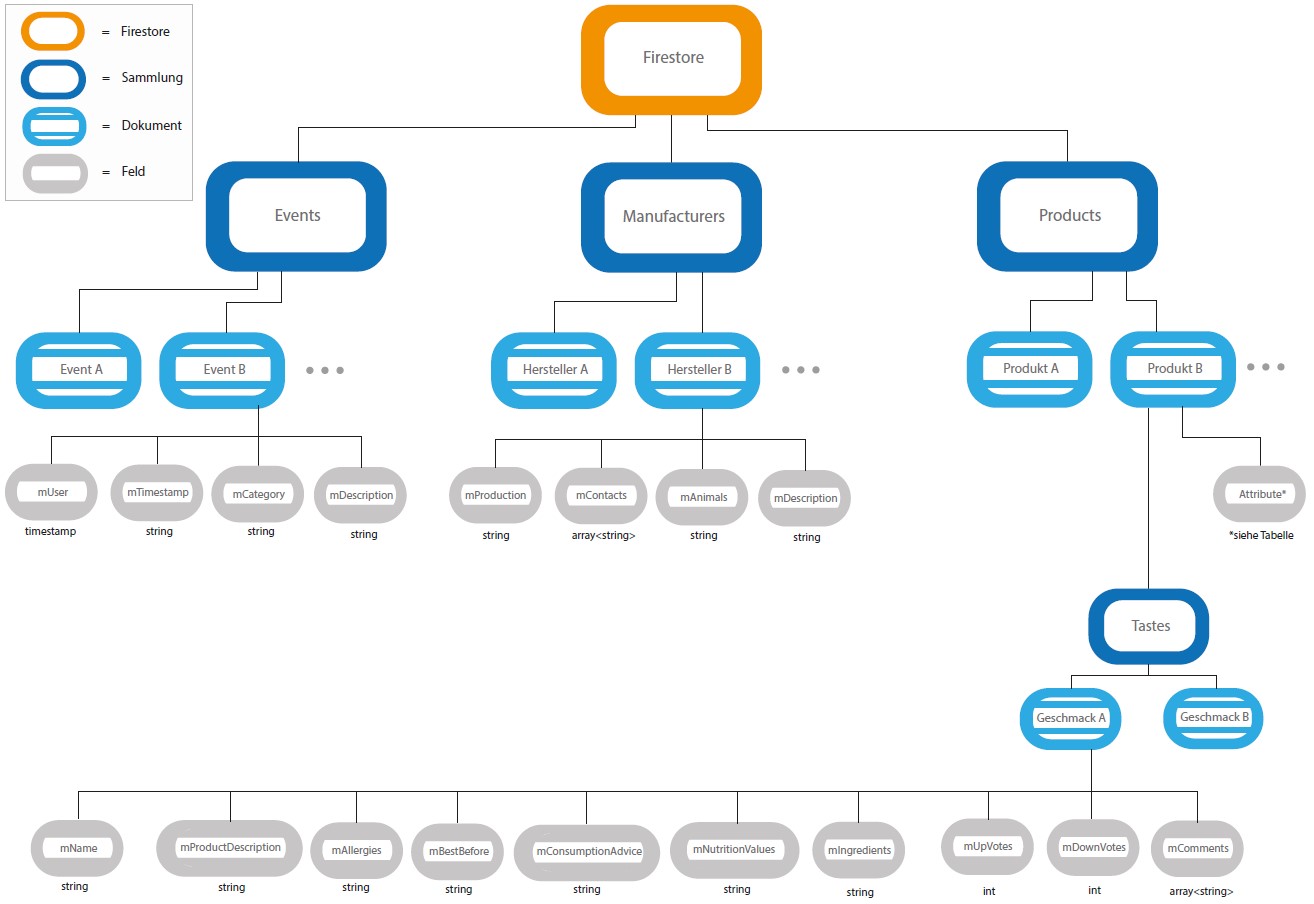 = Firestore
= Sammlung
= Dokument
= Feld
Firestore
Events
Manufacturers
Products
Event A
Event B
Hersteller A
Hersteller B
Produkt A
Produkt B
mUser
mTimestamp
mCategory
mDescription
timestamp
string
string
string
mProduction
mContacts
mAnimals
mDescription
string
array<string>
string
string
Attribute*
*siehe Tabelle
Tastes
Geschmack A
Geschmack B
mName
mProductDescription
mAllergies
mBestBefore
mConsumptionAdvice
mNutritionValues
mIngredients
mUpVotes
mDownVotes
mComments
string
string
string
string
string
string
string
int
int
array<string>